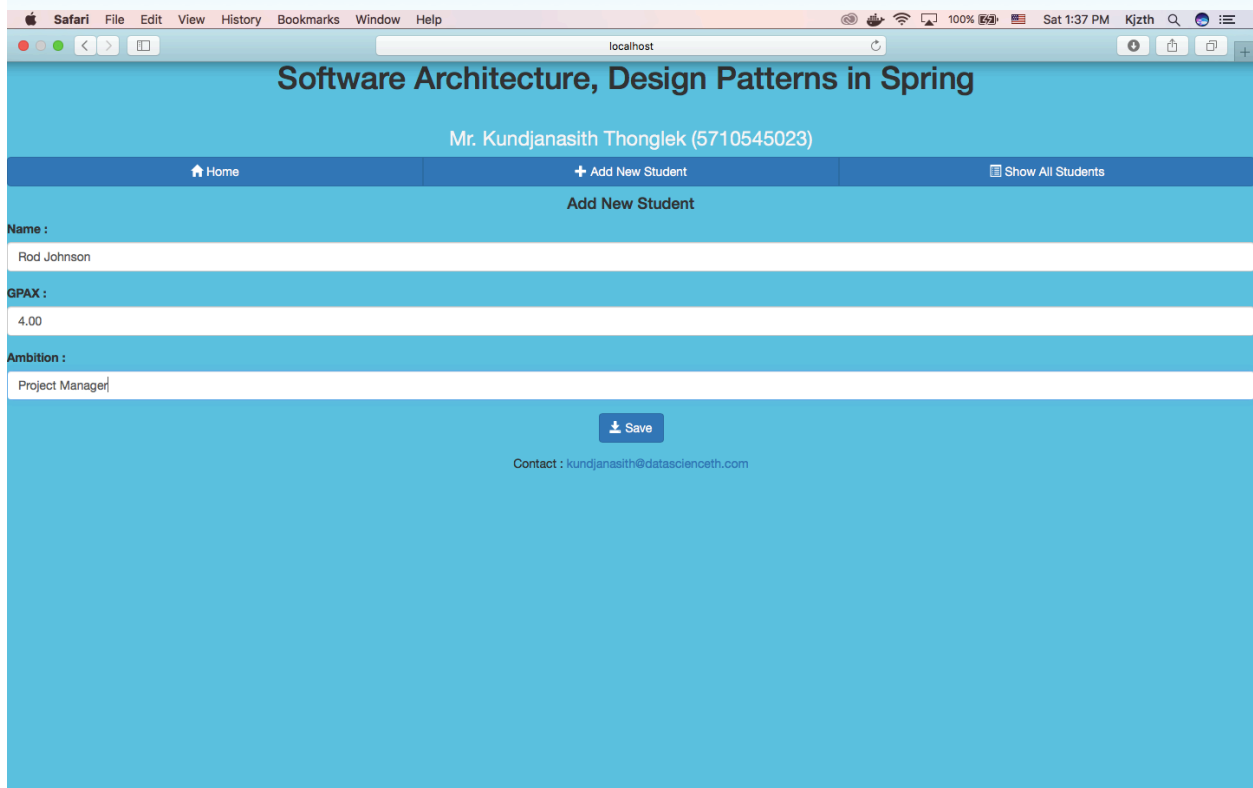 Safari File Edit View History Bookmarks Window Help 100% Sat 1:37 PM Kjzth
localhost
Software Architecture, Design Patterns in Spring
Mr. Kundjanasith Thonglek (5710545023)
Home + Add New Student Show All Students
Add New Student
Name :
Rod Johnson
GPAX :
4.00
Ambition :
Project Manager
Save
Contact : kundjanasith@datascienceth.com